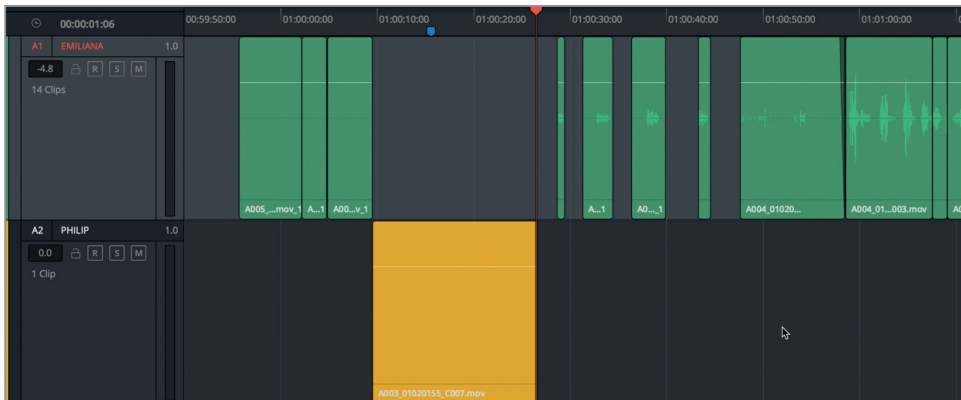 00:00:01:06
00:59:50:00 01:00:00:00 01:00:10:00 01:00:20:00 01:00:30:00 01:00:40:00 01:00:50:00 01:01:00:00
A1 EMILIANA 1.0
-4.8 R S M
14 Clips
A005_...mov_1 A...1 A00...v_1 A...1 A0..._1 A004_01020... A004_01...003.mov
A2 PHILIP 1.0
0.0 R S M
1 Clip
A003_01020155_C007.mov